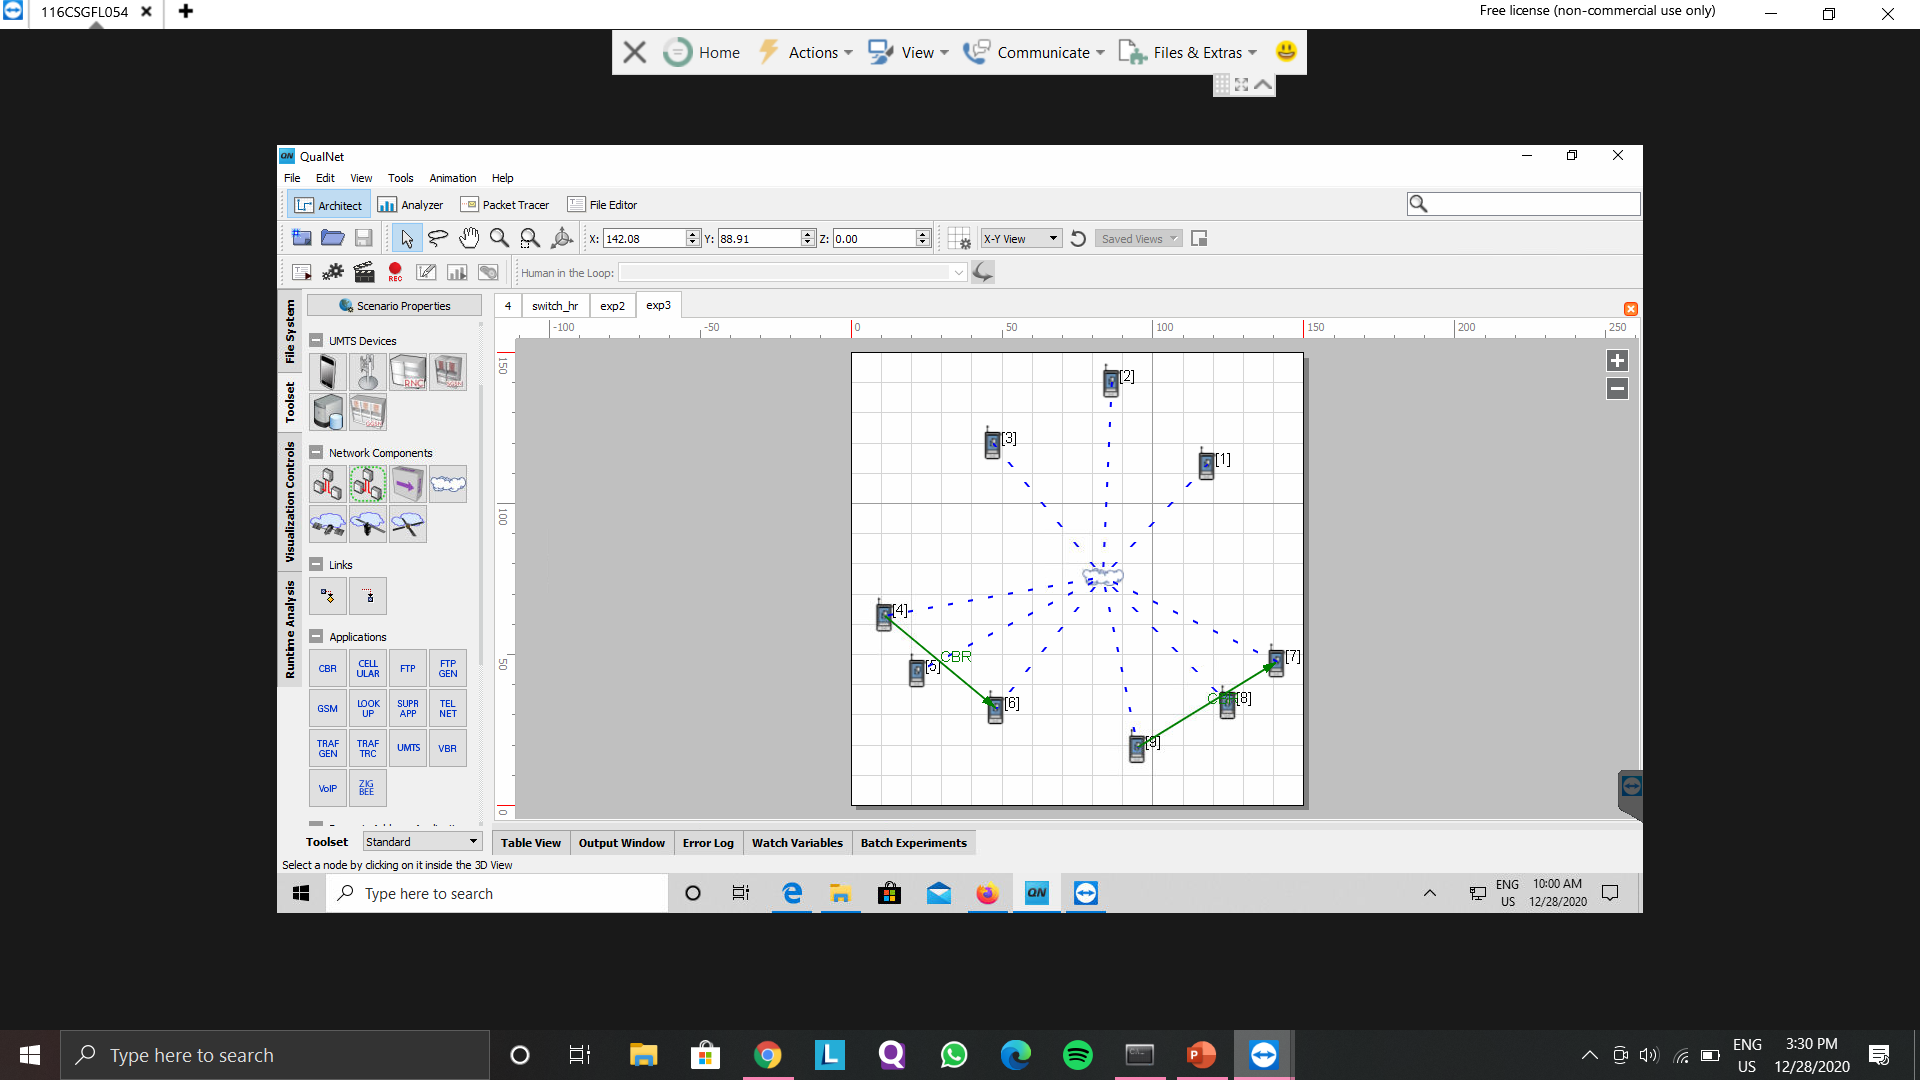 116CSGFL054
Free license (non-commercial use only)
Home Actions View Communicate Files & Extras
QN QualNet
File Edit View Tools Animation Help
Architect Analyzer Packet Tracer File Editor
X: 142.08 Y: 88.91 Z: 0.00 X-Y View Saved Views
REC Human in the Loop:
Scenario Properties
4 switch_hr exp2 exp3
-100 -50 0 50 100 150 200 250
File System
Toolset
Visualization Controls
Runtime Analysis
UMTS Devices
RNC
Network Components
Links
Applications
CBR CELL ULAR FTP FTP GEN
GSM LOOK UP SUPR APP TEL NET
TRAF GEN TRAF TRC UMTS VBR
VoIP ZIG BEE
150
100
50
0
[2]
[3]
[1]
[4]
CBR
[5]
[6]
[7]
[8]
[9]
Toolset Standard
Table View Output Window Error Log Watch Variables Batch Experiments
Select a node by clicking on it inside the 3D View
Type here to search
QN
ENG
US
10:00 AM
12/28/2020
Type here to search
L
ENG
US
3:30 PM
12/28/2020